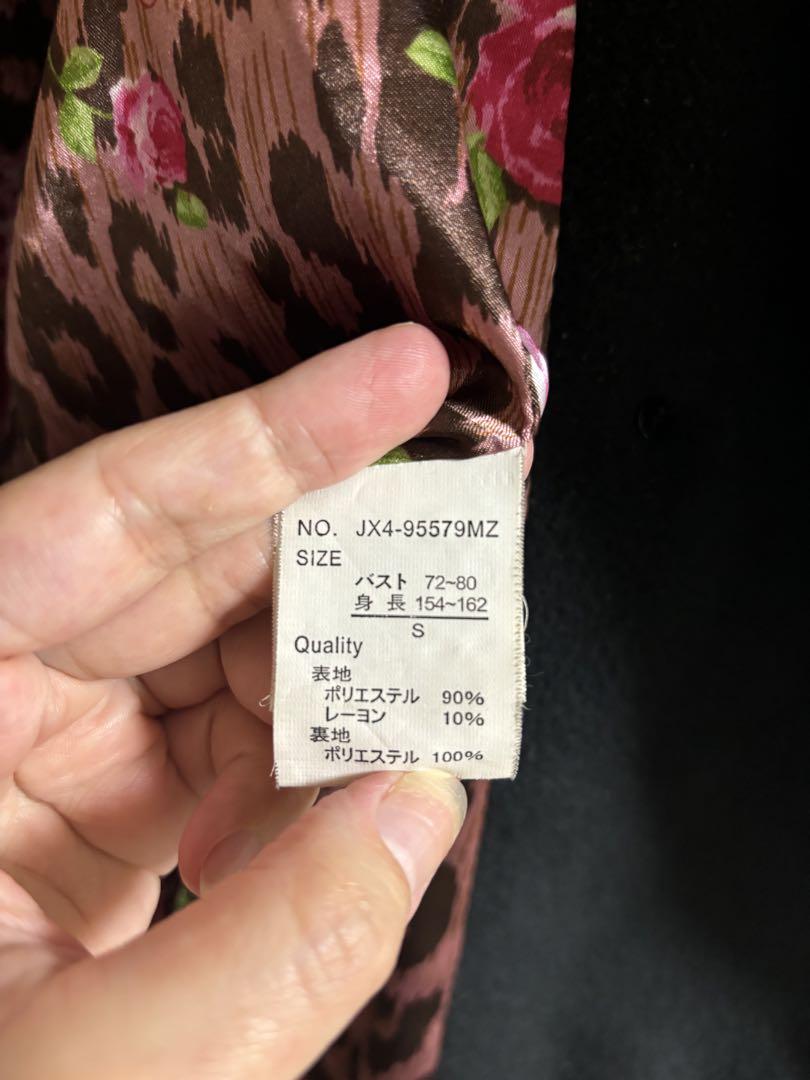 NO. JX4-95579MZ
SIZE
バスト 72~80
身 長 154~162
S
Quality
表地
ポリエステル 90%
レーヨン 10%
裏地
ポリエステル 100%